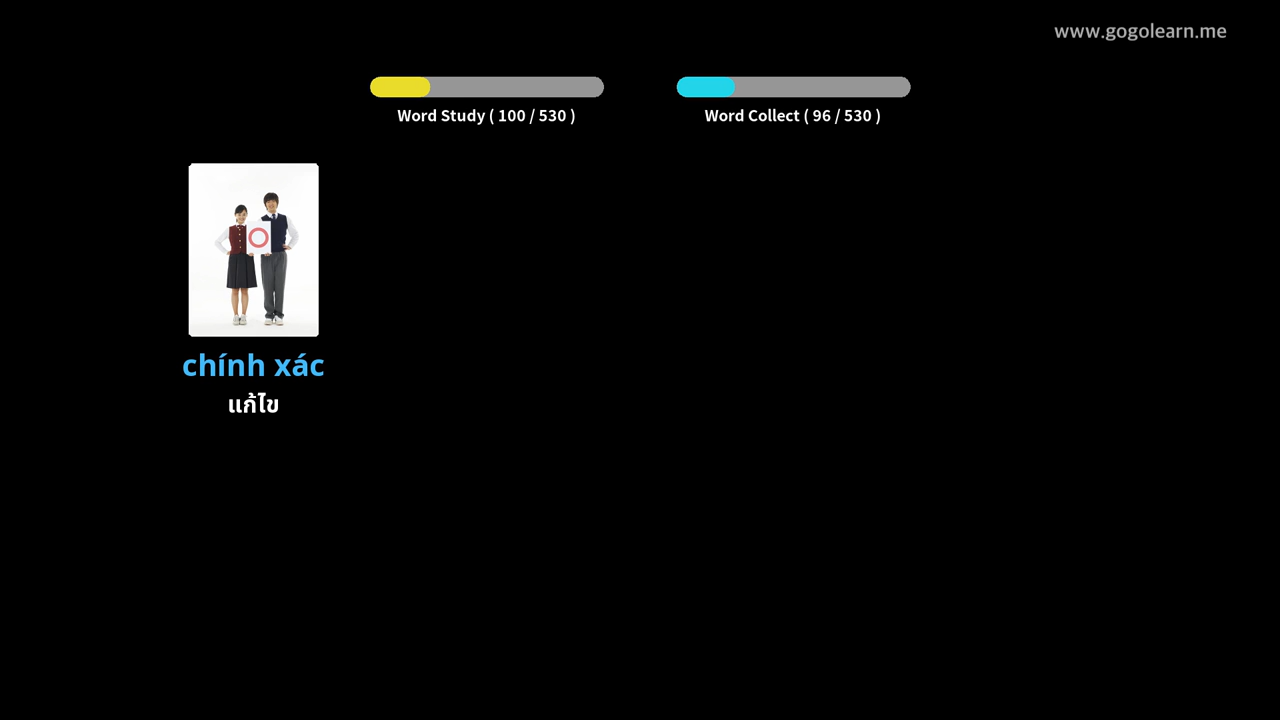 www.gogolearn.me
Word Study ( 100 / 530 )
Word Collect ( 96 / 530 )
chính xác
แก้ไข